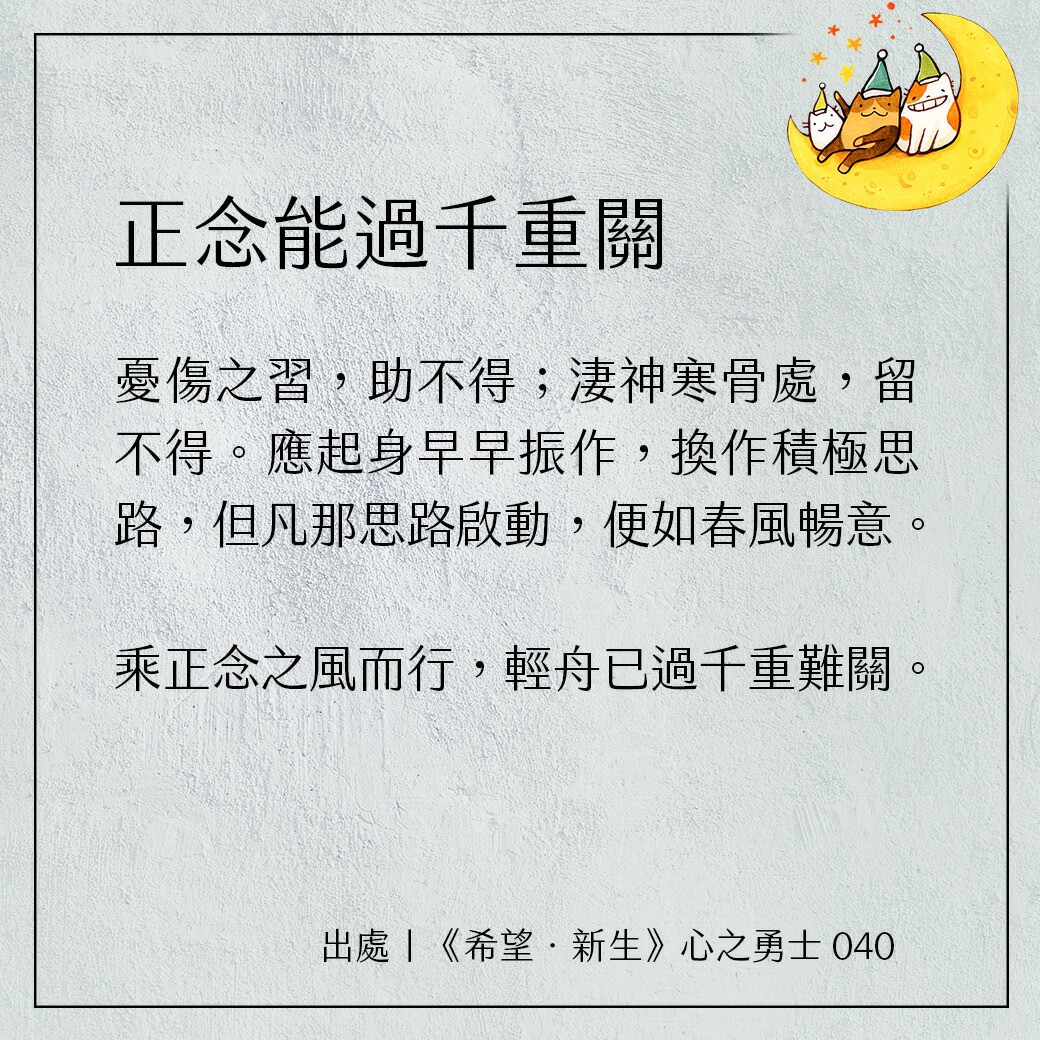 正念能過千重關
憂傷之習，助不得；淒神寒骨處，留
不得。應起身早早振作，換作積極思
路，但凡那思路啟動，便如春風暢意。
乘正念之風而行，輕舟已過千重難關。
出處｜《希望．新生》心之勇士 040